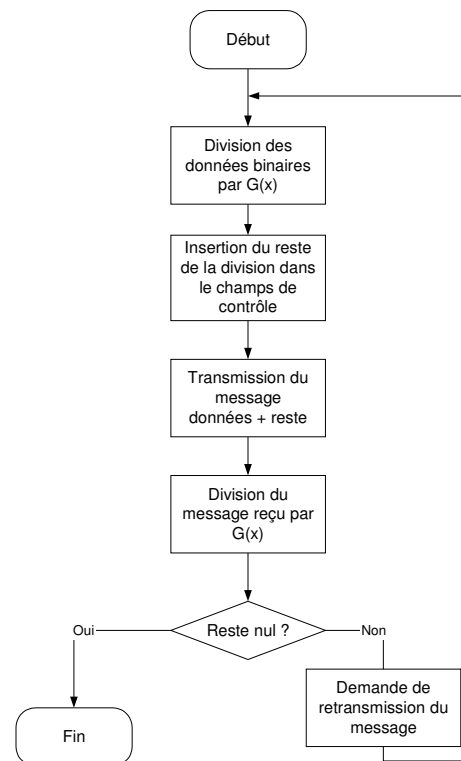 Début
Division des
données binaires
par G(x)
Insertion du reste
de la division dans
le champs de
contrôle
Transmission du
message
données + reste
Division du
message reçu par
G(x)
Reste nul ?
Oui
Non
Demande de
retransmission du
message
Fin